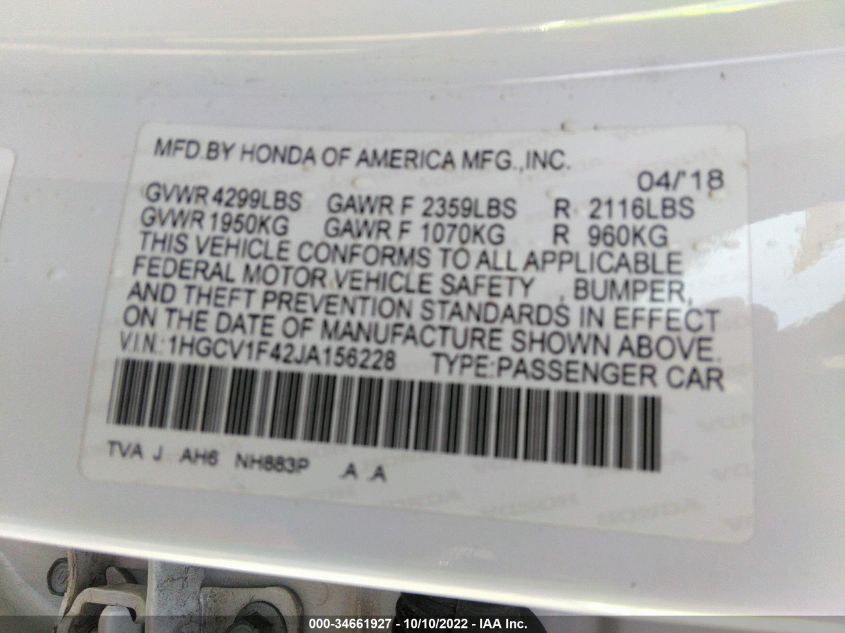 MFD.BY HONDA OF AMERICA MFG.,INC.
04/'18
GVWR 4299LBS GAWR F 2359LBS R 2116LBS
GVWR 1950KG GAWR F 1070KG R 960KG
THIS VEHICLE CONFORMS TO ALL APPLICABLE
FEDERAL MOTOR VEHICLE SAFETY , BUMPER,
AND THEFT PREVENTION STANDARDS IN EFFECT
ON THE DATE OF MANUFACTURE SHOWN ABOVE.
V.I.N.: 1HGCV1F42JA156228 TYPE:PASSENGER CAR
TVA J AH6 NH883P .A .A
000-34661927 - 10/10/2022 - IAA Inc.